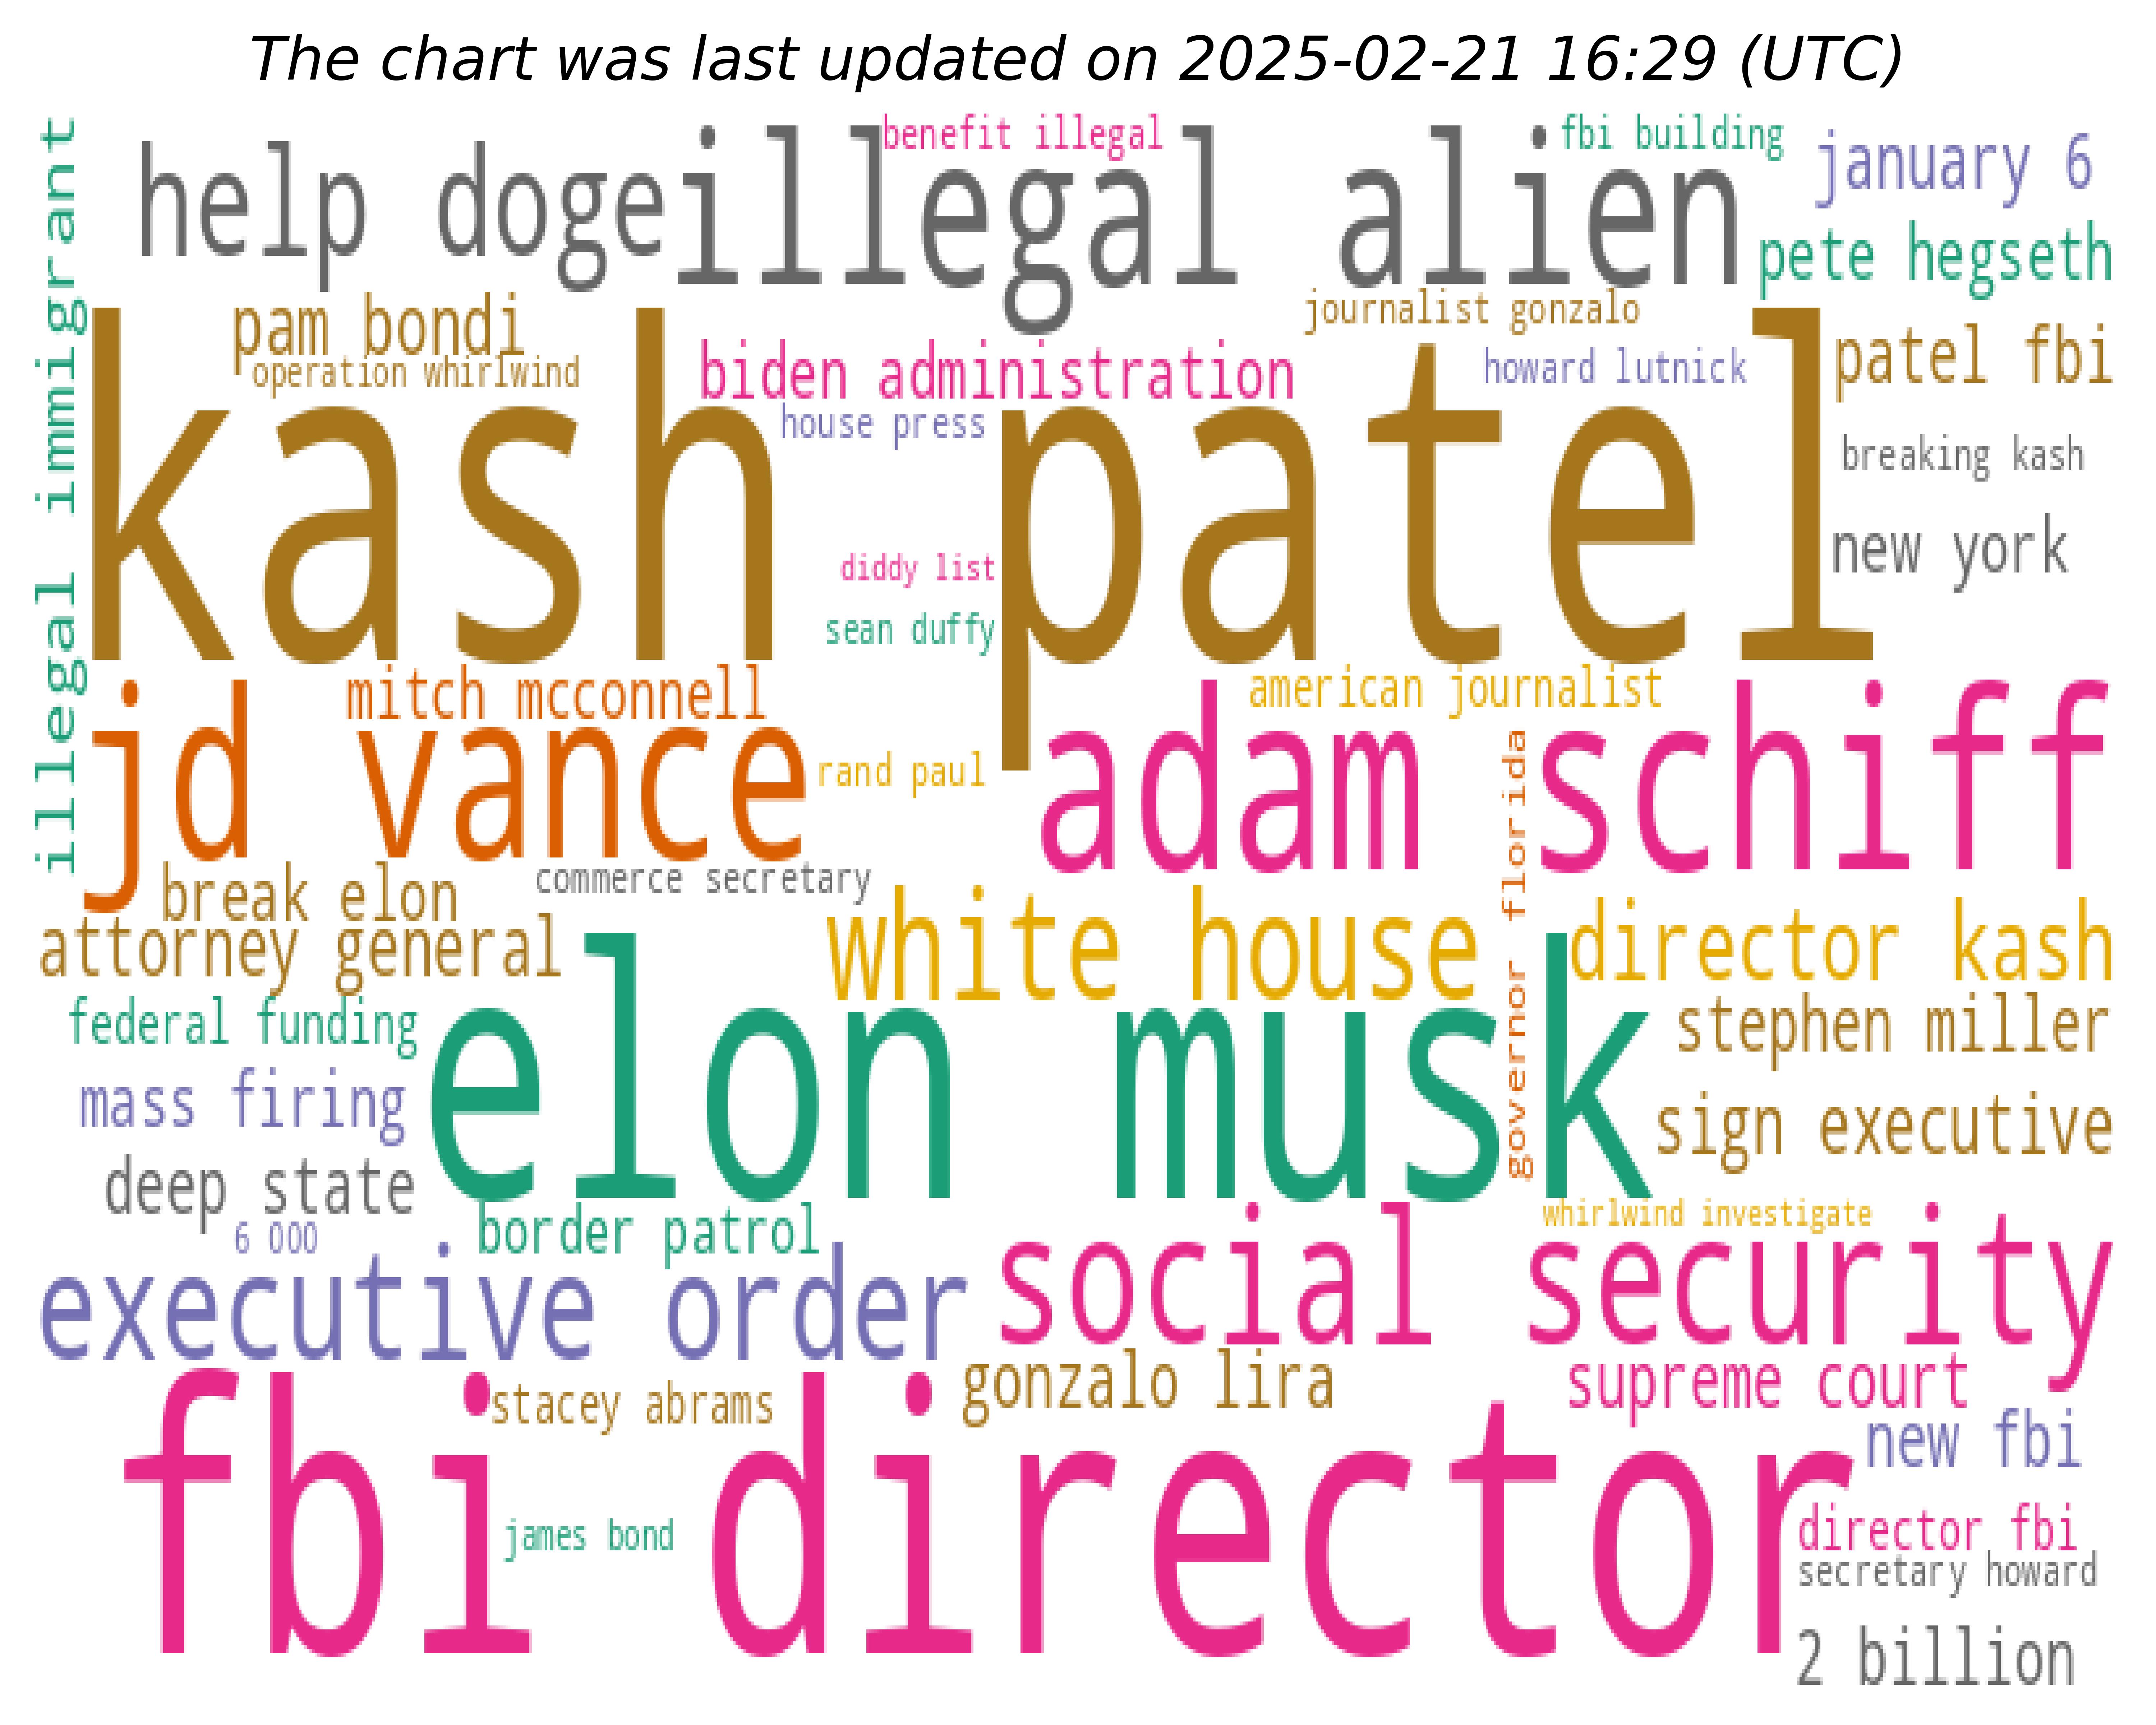 The chart was last updated on 2025-02-21 16:29 (UTC)
benefit illegal
fbi building
january 6
help doge
illegal alien
pete hegseth
illegal immigrant
pam bondi
journalist gonzalo
operation whirlwind
biden administration
howard lutnick
patel fbi
house press
kash patel
breaking kash
new york
diddy list
sean duffy
mitch mcconnell
american journalist
jd vance
rand paul
adam schiff
governor florida
break elon
commerce secretary
attorney general
white house
director kash
federal funding
elon musk
stephen miller
mass firing
sign executive
deep state
6 000
border patrol
whirlwind investigate
executive order
social security
stacey abrams
gonzalo lira
supreme court
new fbi
fbi director
james bond
director fbi
secretary howard
2 billion